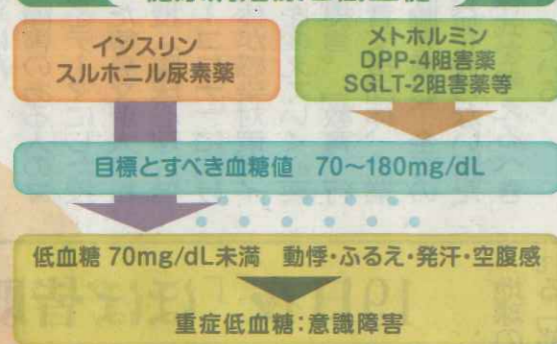 インスリン
スルホニル尿素薬
メトホルミン
DPP-4阻害薬
SGLT-2阻害薬等
目標とすべき血糖値 70～180mg/dL
低血糖 70mg/dL未満 動悸・ふるえ・発汗・空腹感
重症低血糖：意識障害